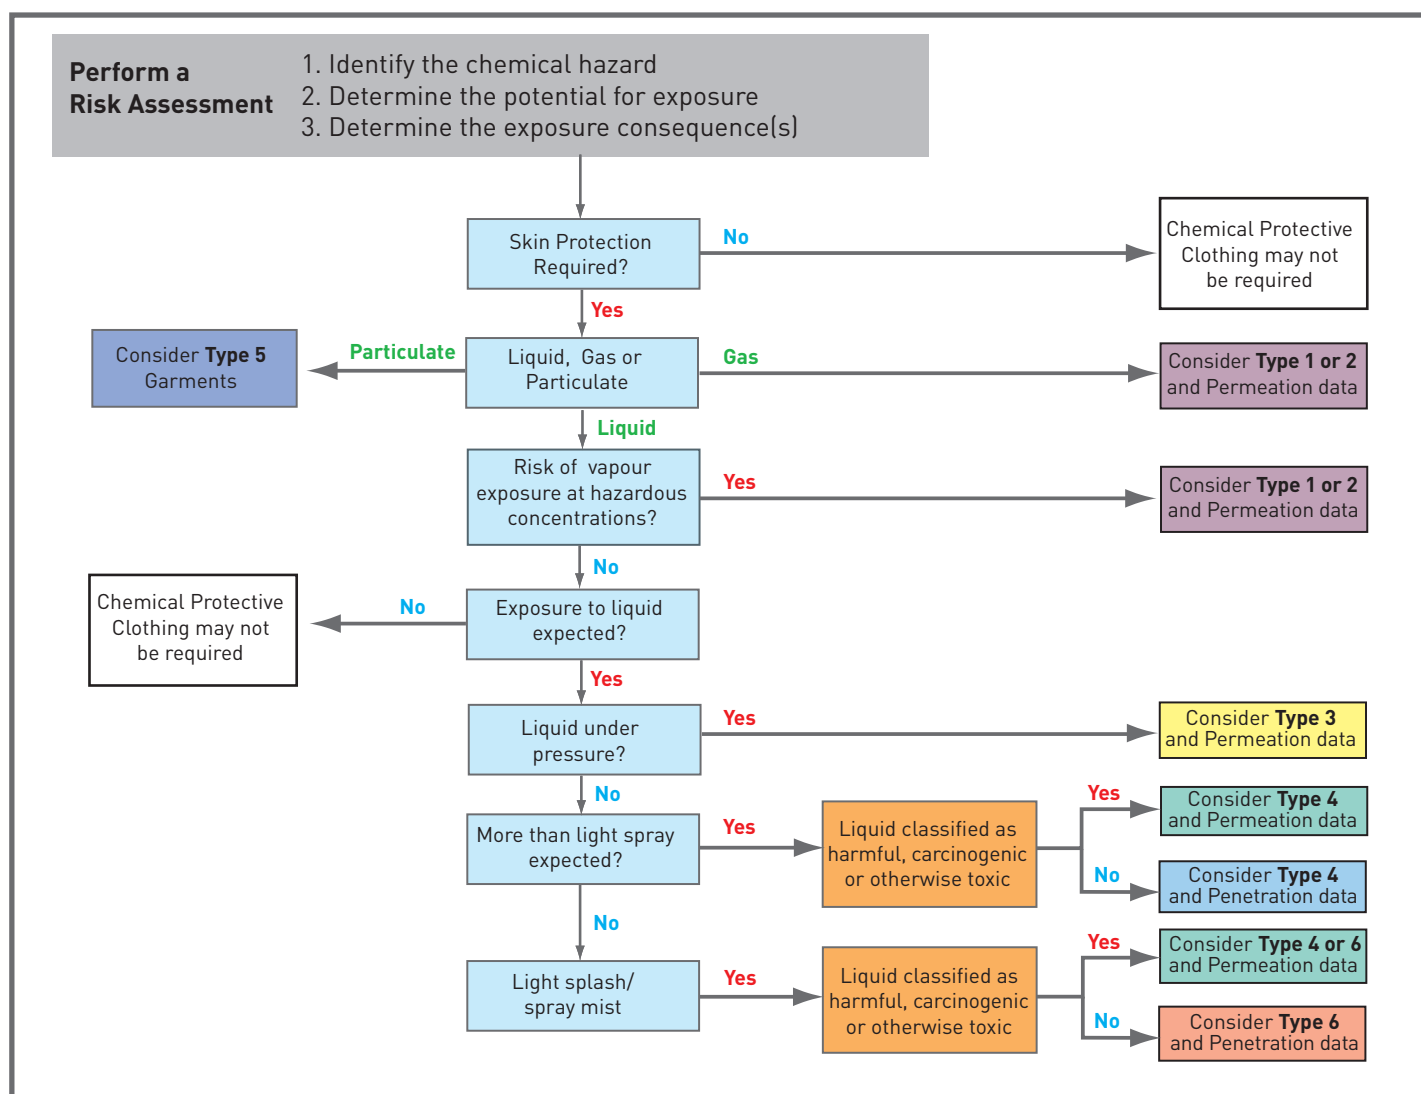 Perform a
Risk Assessment
1. Identify the chemical hazard
2. Determine the potential for exposure
3. Determine the exposure consequence(s)
Skin Protection
Required?
No
Chemical Protective
Clothing may not
be required
Yes
Consider Type 5
Garments
Particulate
Liquid, Gas or
Particulate
Gas
Consider Type 1 or 2
and Permeation data
Liquid
Risk of vapour
exposure at hazardous
concentrations?
Yes
Consider Type 1 or 2
and Permeation data
No
Chemical Protective
Clothing may not
be required
No
Exposure to liquid
expected?
Yes
Liquid under
pressure?
Yes
Consider Type 3
and Permeation data
No
More than light spray
expected?
Yes
Liquid classified as
harmful, carcinogenic
or otherwise toxic
Yes
Consider Type 4
and Permeation data
No
Consider Type 4
and Penetration data
No
Light splash/
spray mist
Yes
Liquid classified as
harmful, carcinogenic
or otherwise toxic
Yes
Consider Type 4 or 6
and Permeation data
No
Consider Type 6
and Penetration data